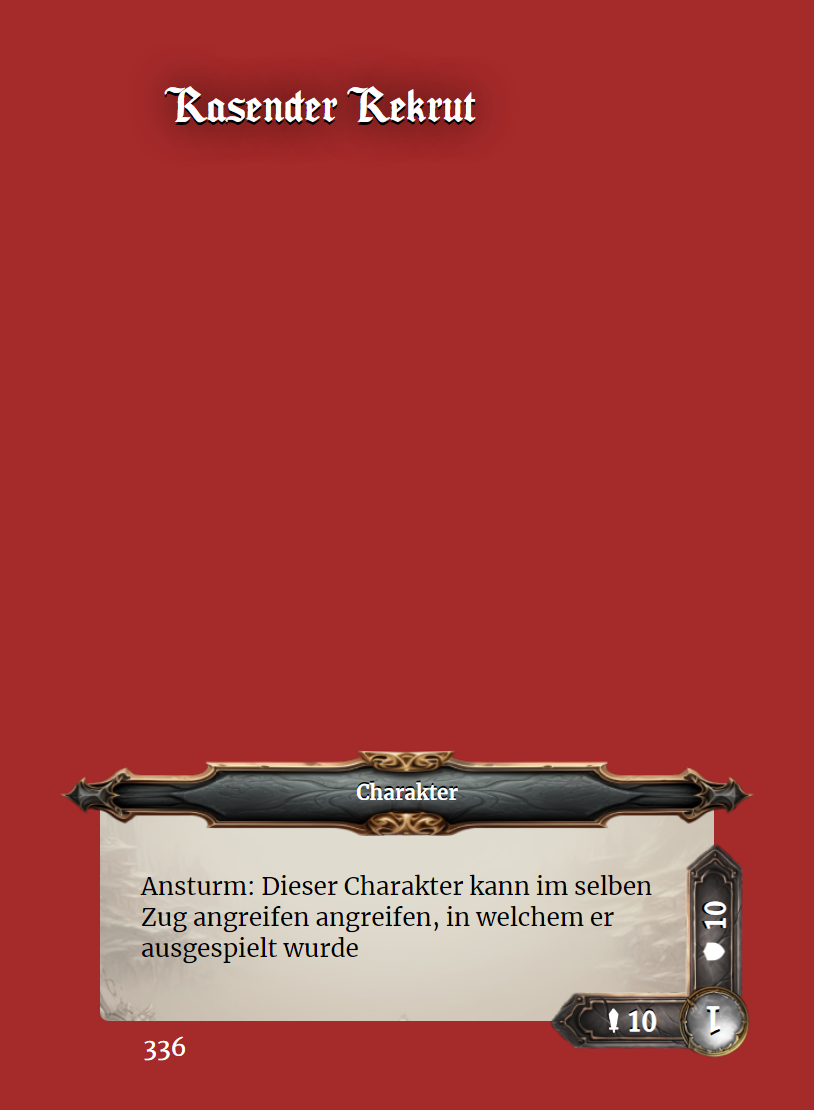 Rasender Rekrut
Charakter
Ansturm: Dieser Charakter kann im selben
Zug angreifen angreifen, in welchem er
ausgespielt wurde
10
10
1
336